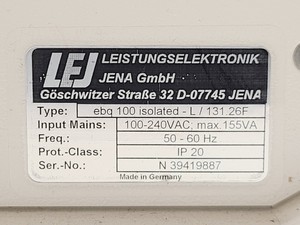 LEJ LEISTUNGSELEKTRONIK
JENA GmbH
Göschwitzer Straße 32 D-07745 JENA
Type: ebq 100 isolated - L / 131.26F
Input Mains: 100-240VAC; max.155VA
Freq.: 50 - 60 Hz
Prot.-Class: IP 20
Ser.-No.: N 39419887
Made in Germany